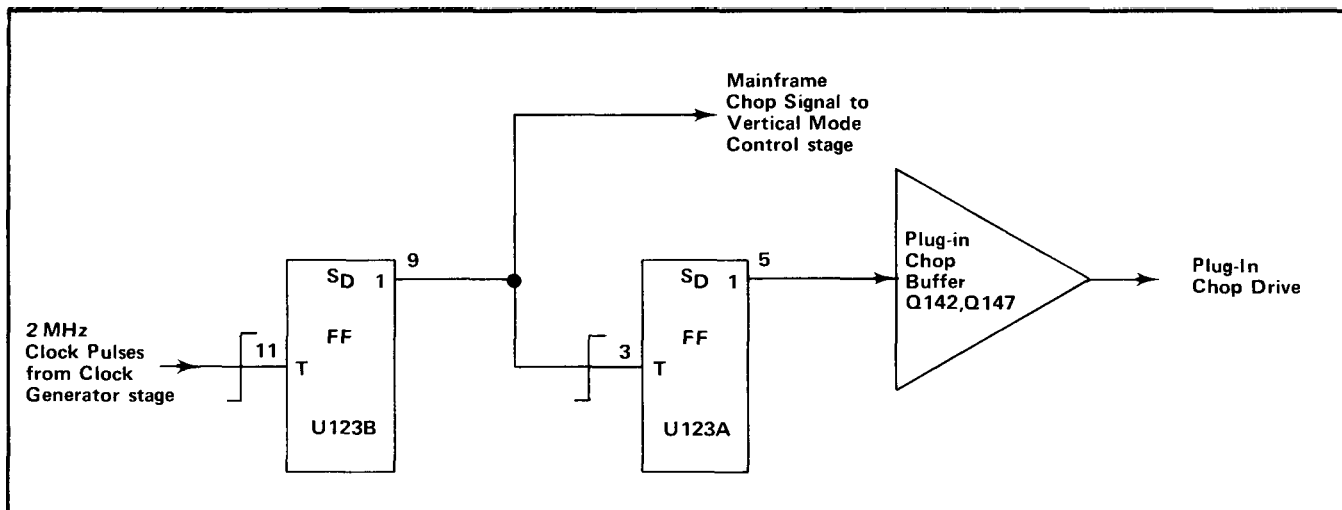 Mainframe
Chop Signal to
Vertical Mode
Control stage
2 MHz
Clock Pulses
from Clock
Generator stage
11
SD 1
FF
T
U123B
9
3
SD 1
FF
T
U123A
5
Plug-in
Chop
Buffer
Q142,Q147
Plug-In
Chop Drive